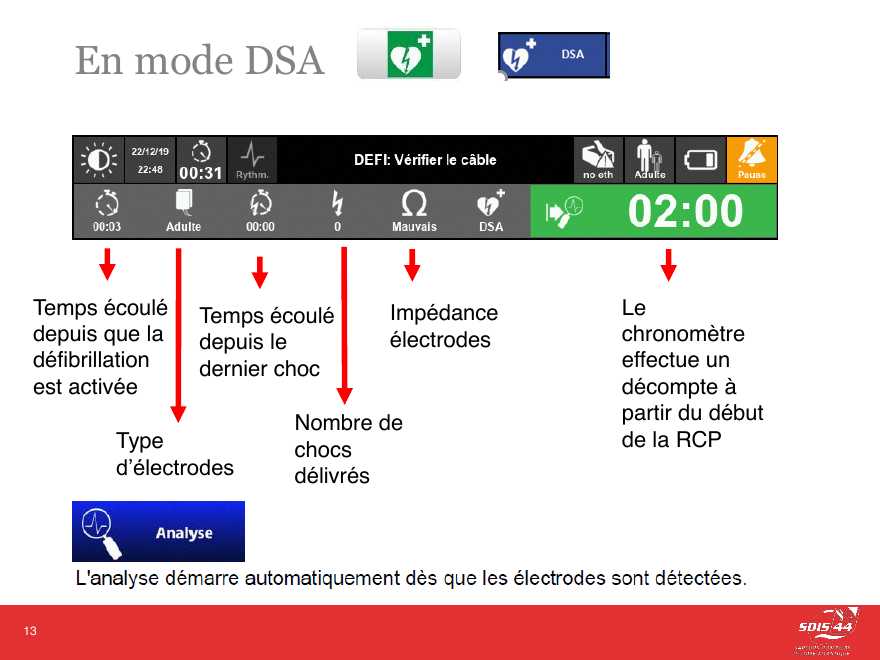 En mode DSA
DSA
22/12/19
22:48
00:31
Rythm.
DEFI: Vérifier le câble
no eth
Adulte
Pause
00:03
Adulte
00:00
0
Mauvais
DSA
02:00
Temps écoulé
depuis que la
défibrillation
est activée
Type
d’électrodes
Temps écoulé
depuis le
dernier choc
Nombre de
chocs
délivrés
Impédance
électrodes
Le
chronomètre
effectue un
décompte à
partir du début
de la RCP
Analyse
L'analyse démarre automatiquement dès que les électrodes sont détectées.
13
SDIS 44